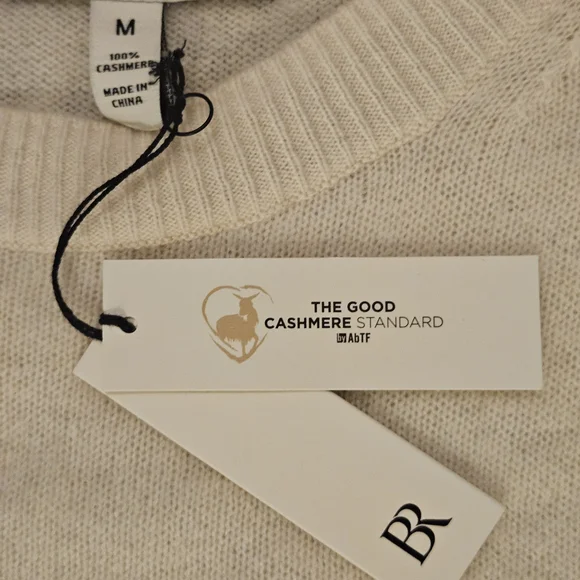 M
100%
CASHMERE
MADE IN
CHINA
THE GOOD
CASHMERE STANDARD
by AbTF
BR